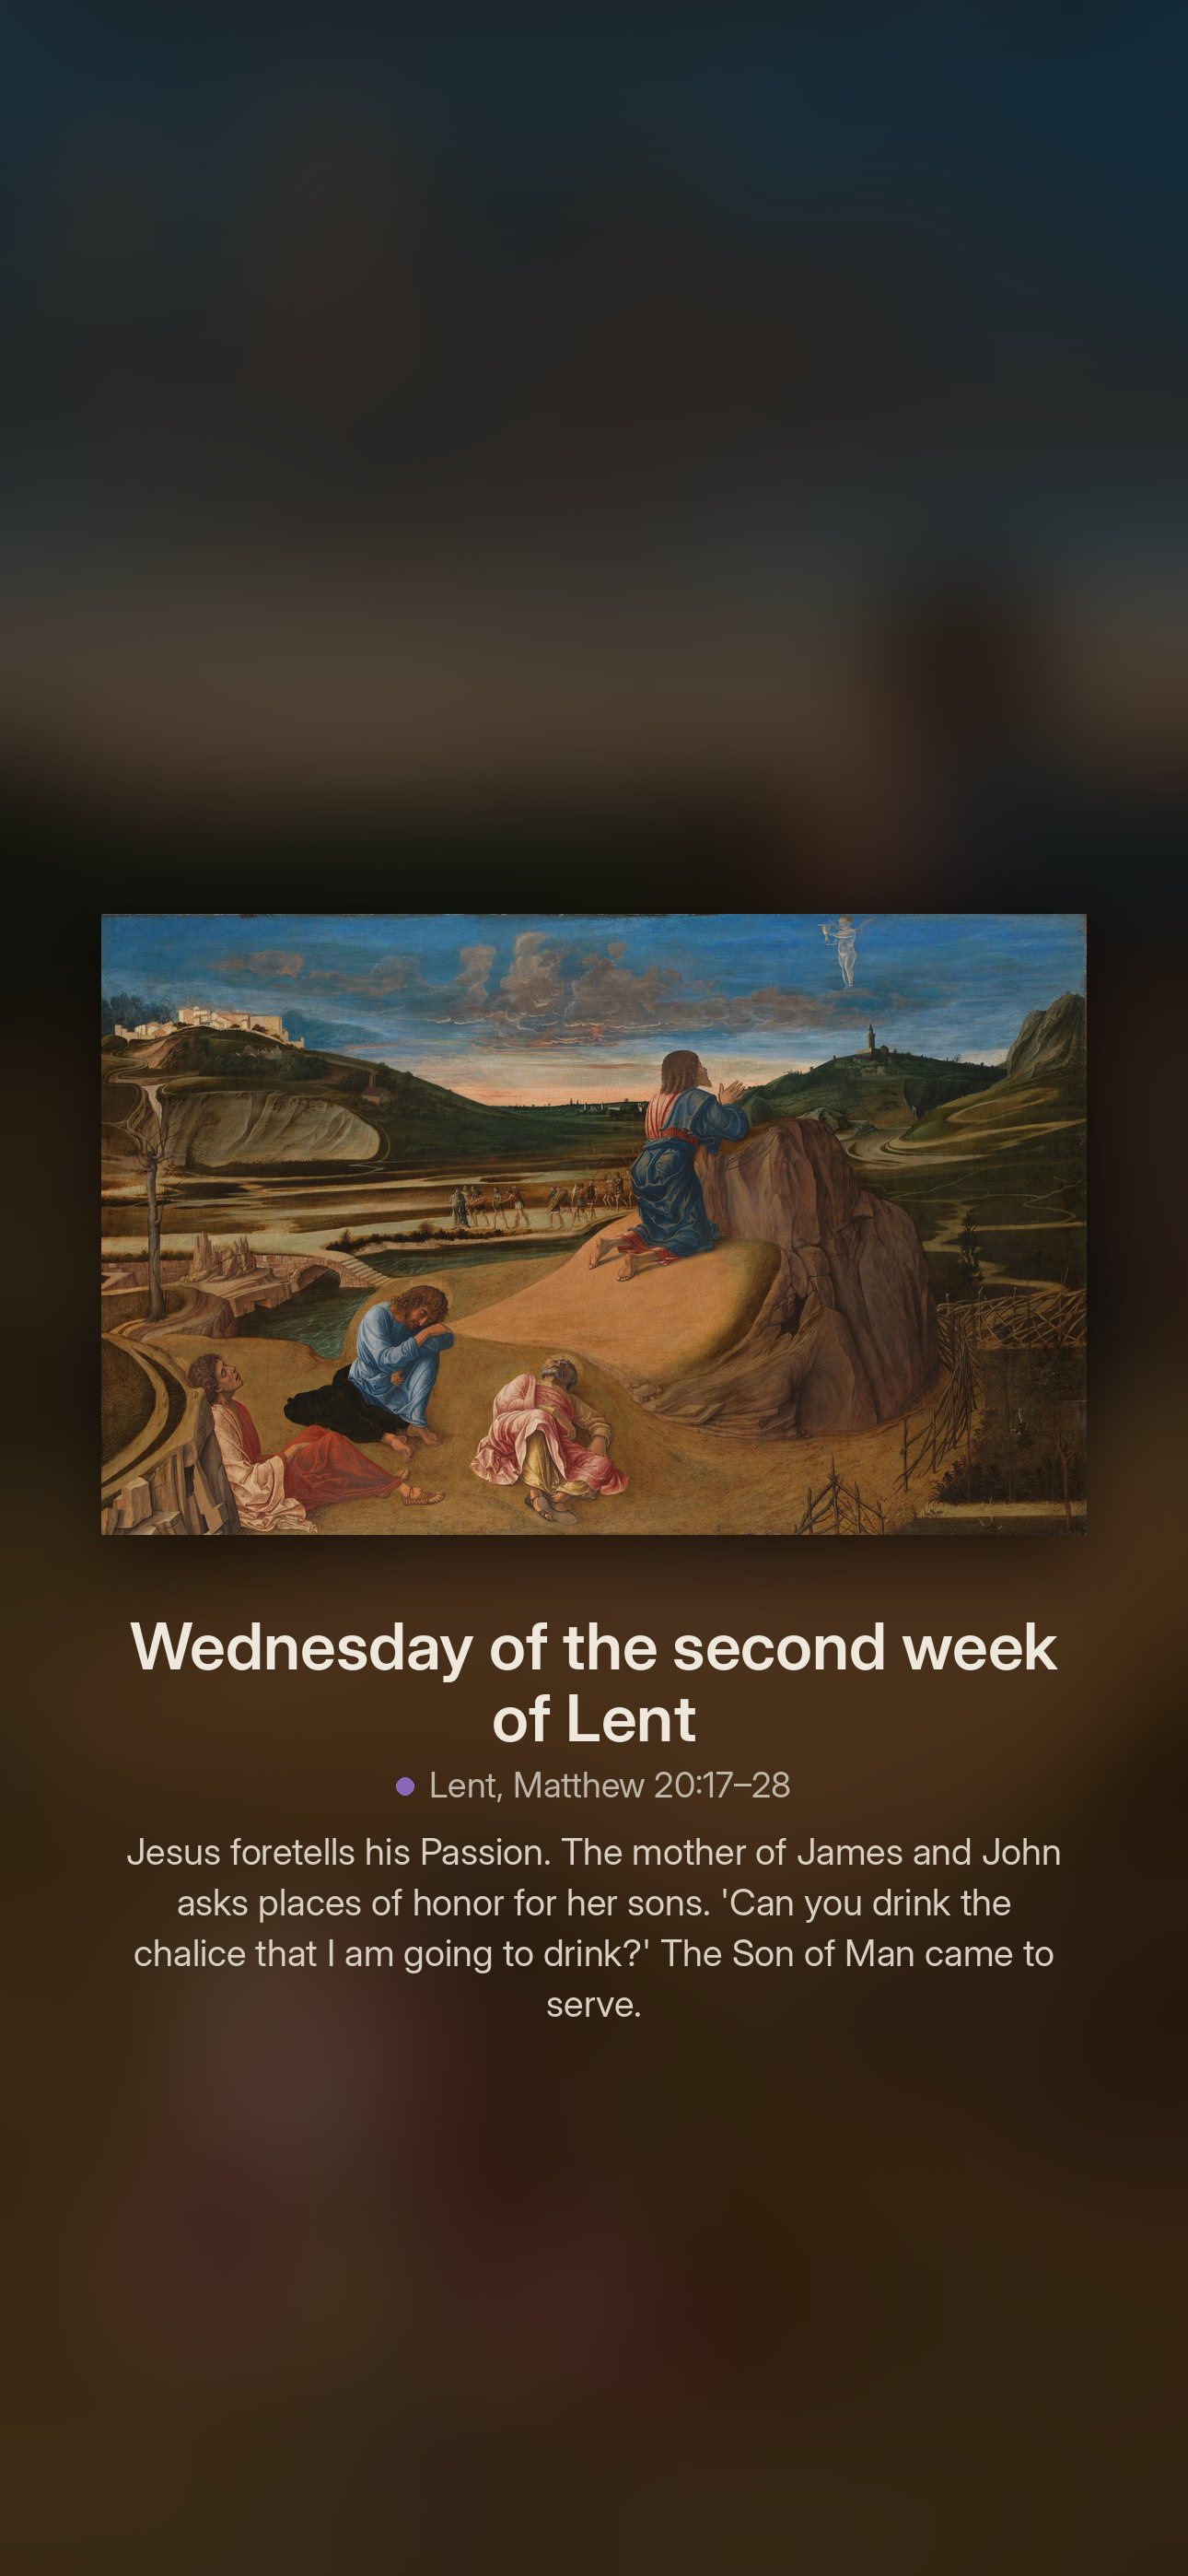 Wednesday of the second week
of Lent
Lent, Matthew 20:17–28
Jesus foretells his Passion. The mother of James and John
asks places of honor for her sons. 'Can you drink the
chalice that I am going to drink?' The Son of Man came to
serve.